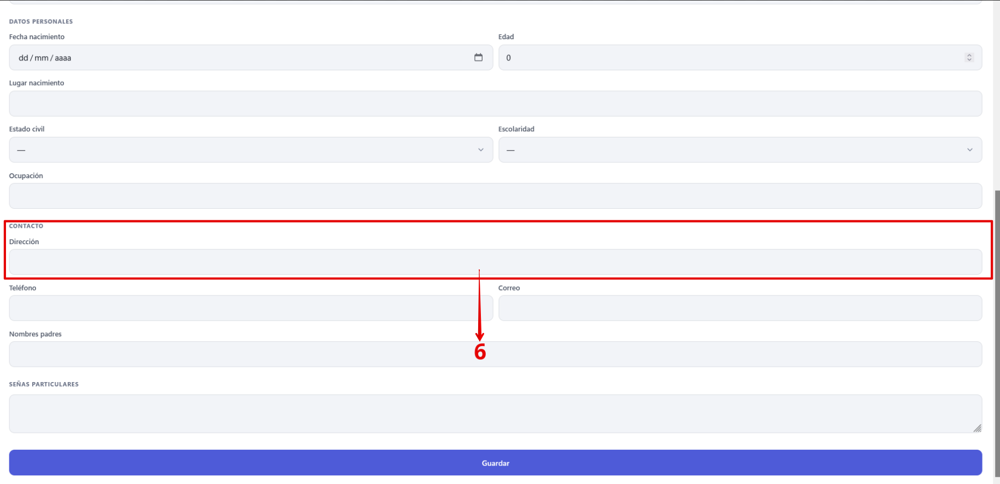 DATOS PERSONALES
Fecha nacimiento
Edad
dd / mm / aaaa
0
Lugar nacimiento
Estado civil
Escolaridad
—
—
Ocupación
CONTACTO
Dirección
Teléfono
Correo
Nombres padres
6
SEÑAS PARTICULARES
Guardar